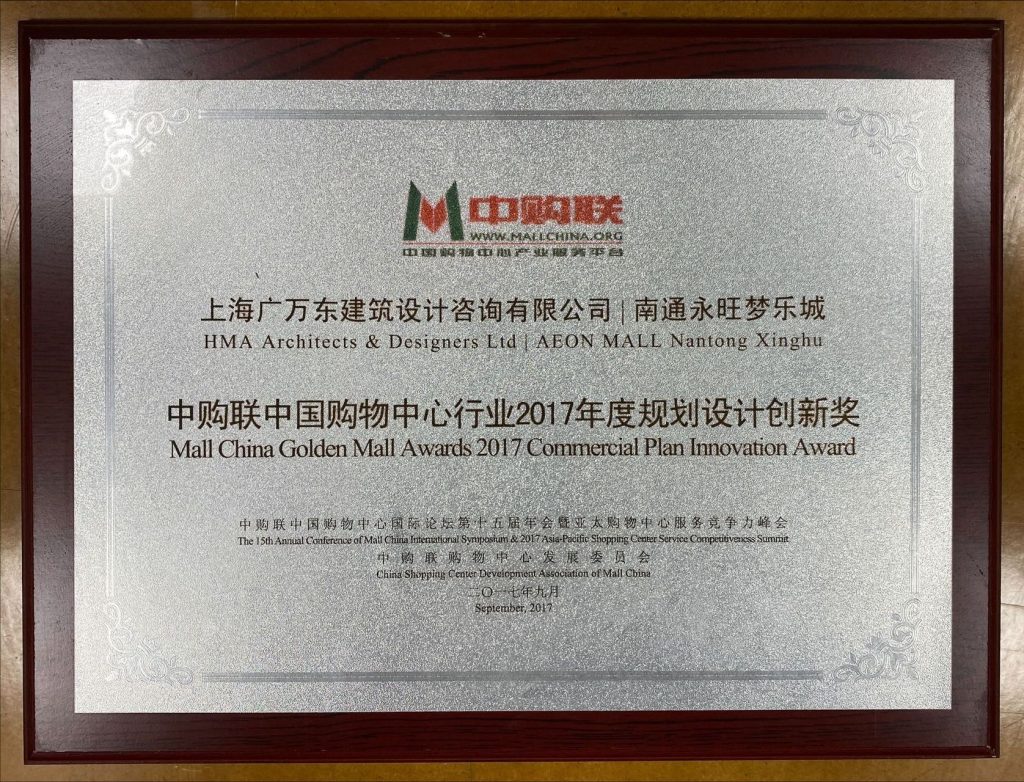 中购联
WWW.MALLCHINA.ORG
中国购物中心产业服务平台
上海广万东建筑设计咨询有限公司 | 南通永旺梦乐城
HMA Architects & Designers Ltd | AEON MALL Nantong Xinghu
中购联中国购物中心行业2017年度规划设计创新奖
Mall China Golden Mall Awards 2017 Commercial Plan Innovation Award
中购联中国购物中心国际论坛第十五届年会暨亚太购物中心服务竞争力峰会
The 15th Annual Conference of Mall China International Symposium & 2017 Asia-Pacific Shopping Center Service Competitiveness Summit
中购联购物中心发展委员会
China Shopping Center Development Association of Mall China
二〇一七年九月
September, 2017